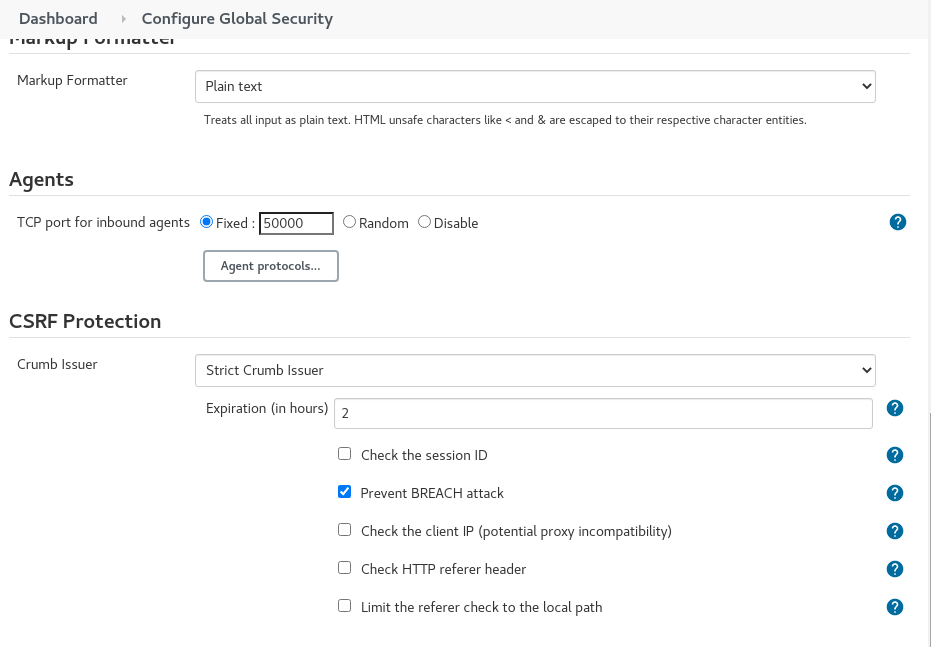 Dashboard Configure Global Security
Markup Formatter
Markup Formatter Plain text
Treats all input as plain text. HTML unsafe characters like < and & are escaped to their respective character entities.
Agents
TCP port for inbound agents Fixed : 50000 Random Disable ?
Agent protocols...
CSRF Protection
Crumb Issuer Strict Crumb Issuer
Expiration (in hours) 2 ?
Check the session ID ?
Prevent BREACH attack ?
Check the client IP (potential proxy incompatibility) ?
Check HTTP referer header ?
Limit the referer check to the local path ?